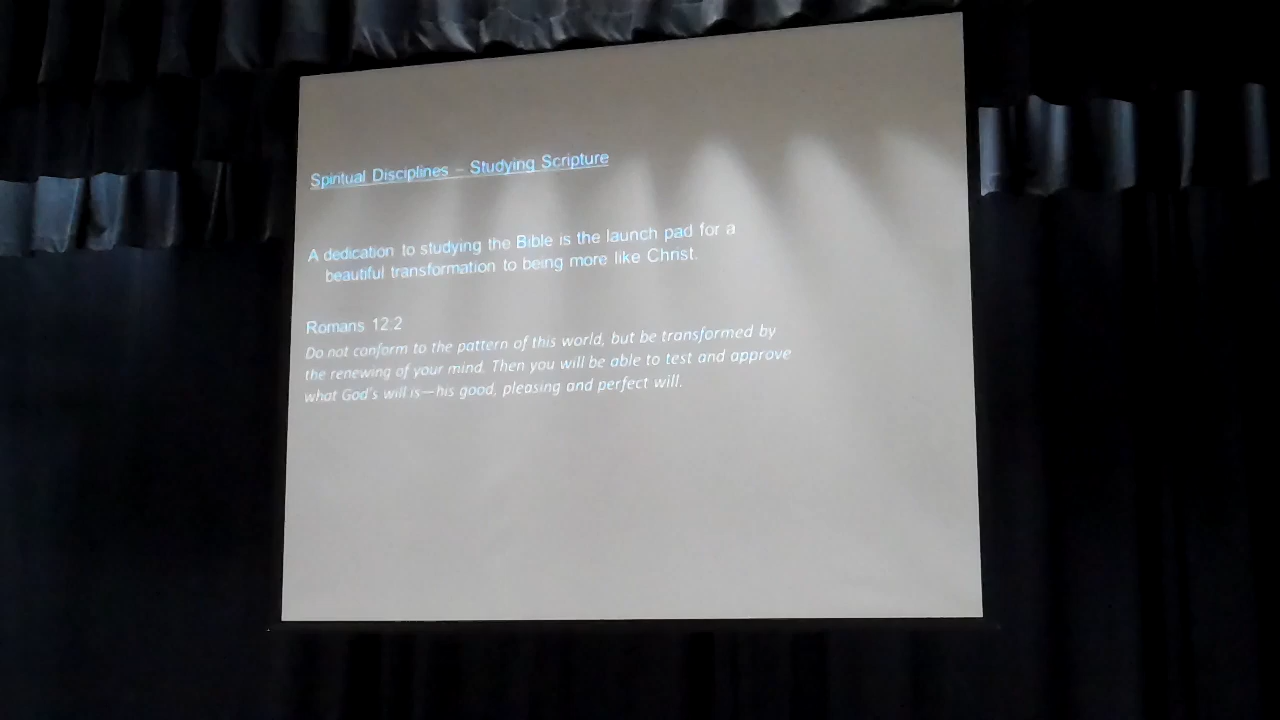 Spiritual Disciplines – Studying Scripture
A dedication to studying the Bible is the launch pad for a
beautiful transformation to being more like Christ.
Romans 12:2
Do not conform to the pattern of this world, but be transformed by
the renewing of your mind. Then you will be able to test and approve
what God's will is—his good, pleasing and perfect will.